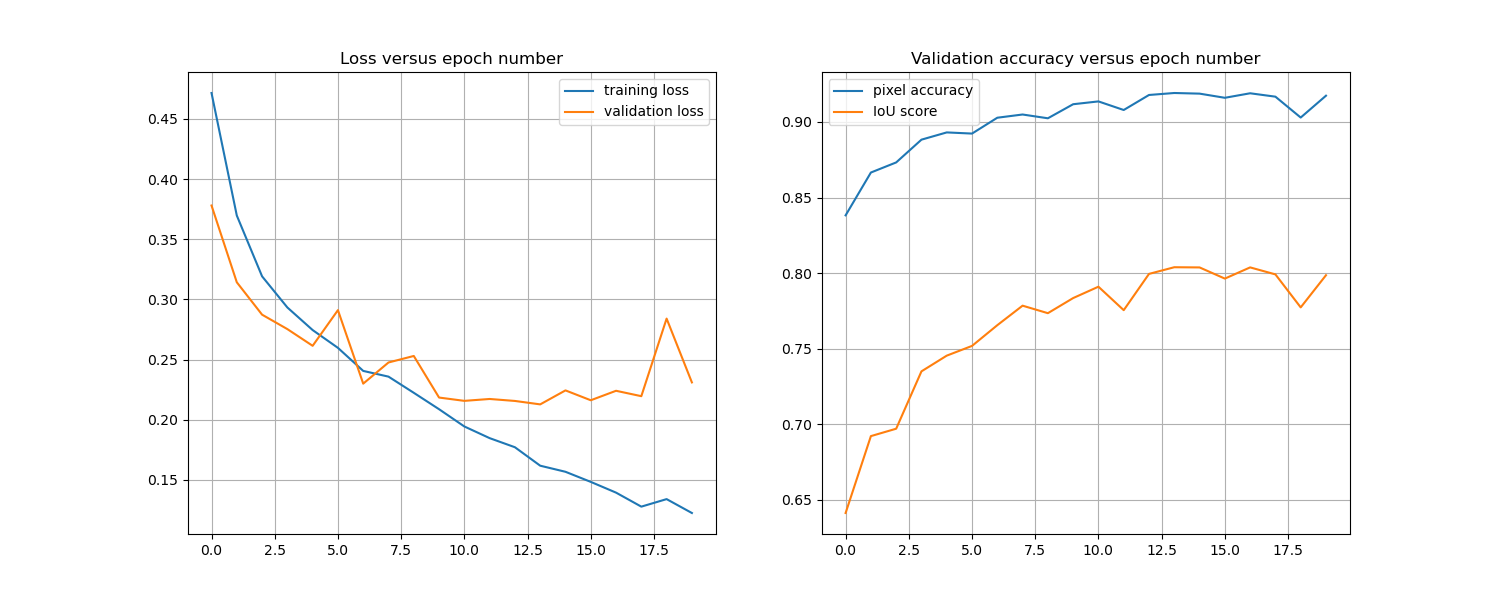 Loss versus epoch number
training loss
validation loss
0.45
0.40
0.35
0.30
0.25
0.20
0.15
0.0 2.5 5.0 7.5 10.0 12.5 15.0 17.5
Validation accuracy versus epoch number
pixel accuracy
IoU score
0.90
0.85
0.80
0.75
0.70
0.65
0.0 2.5 5.0 7.5 10.0 12.5 15.0 17.5